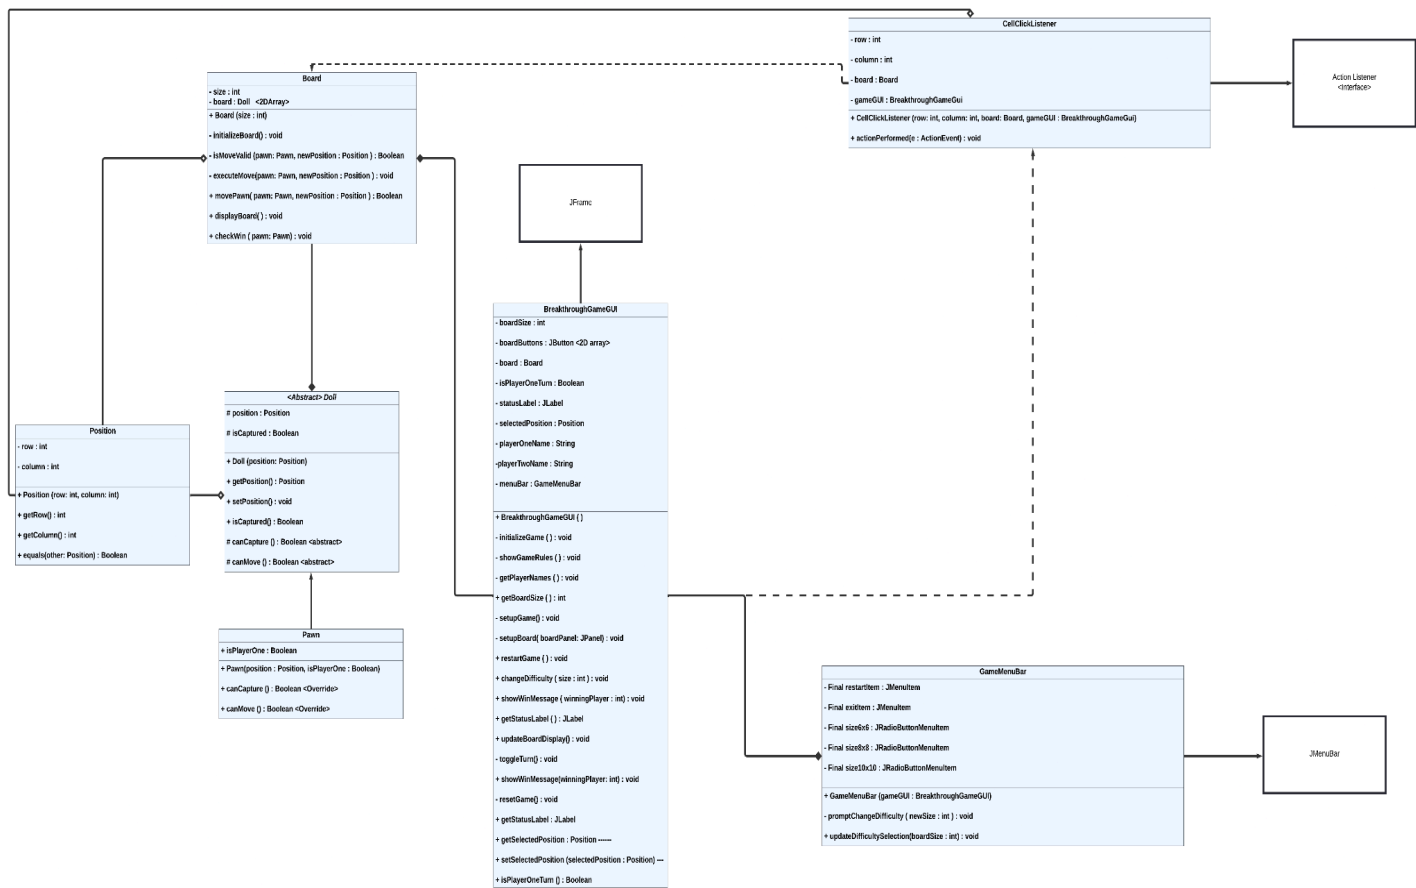 CellClickListener
- row : int
- column : int
- board : Board
- gameGUI : BreakthroughGameGui
+ CellClickListener (row: int, column: int, board: Board, gameGUI : BreakthroughGameGui)
+ actionPerformed(e : ActionEvent) : void
Action Listener
<Interface>
Board
- size : int
- board : Doll <2DArray>
+ Board (size : int)
- initializeBoard() : void
- isMoveValid (pawn: Pawn, newPosition : Position ) : Boolean
- executeMove(pawn: Pawn, newPosition : Position ) : void
+ movePawn( pawn: Pawn, newPosition : Position ) : Boolean
+ displayBoard( ) : void
+ checkWin ( pawn: Pawn) : void
JFrame
BreakthroughGameGUI
- boardSize : int
- boardButtons : JButton <2D array>
- board : Board
- isPlayerOneTurn : Boolean
- statusLabel : JLabel
- selectedPosition : Position
- playerOneName : String
-playerTwoName : String
- menuBar : GameMenuBar
+ BreakthroughGameGUI ( )
- initializeGame ( ) : void
- showGameRules ( ) : void
- getPlayerNames ( ) : void
+ getBoardSize ( ) : int
- setupGame() : void
- setupBoard( boardPanel: JPanel) : void
+ restartGame ( ) : void
+ changeDifficulty ( size : int ) : void
+ showWinMessage ( winningPlayer : int) : void
+ getStatusLabel ( ) : JLabel
+ updateBoardDisplay() : void
- toggleTurn() : void
+ showWinMessage(winningPlayer: int) : void
- resetGame() : void
+ getStatusLabel : JLabel
+ getSelectedPosition : Position ------
+ setSelectedPosition (selectedPosition : Position) ---
+ isPlayerOneTurn () : Boolean
<Abstract> Doll
# position : Position
# isCaptured : Boolean
+ Doll (position: Position)
+ getPosition() : Position
+ setPosition() : void
+ isCaptured() : Boolean
# canCapture () : Boolean <abstract>
# canMove () : Boolean <abstract>
Position
- row : int
- column : int
+ Position (row: int, column: int)
+ getRow() : int
+ getColumn() : int
+ equals(other: Position) : Boolean
Pawn
+ isPlayerOne : Boolean
+ Pawn(position : Position, isPlayerOne : Boolean)
+ canCapture () : Boolean <Override>
+ canMove () : Boolean <Override>
GameMenuBar
- Final restartItem : JMenuItem
- Final exitItem : JMenuItem
- Final size6x6 : JRadioButtonMenuItem
- Final size8x8 : JRadioButtonMenuItem
- Final size10x10 : JRadioButtonMenuItem
+ GameMenuBar (gameGUI : BreakthroughGameGUI)
- promptChangeDifficulty ( newSize : int ) : void
+ updateDifficultySelection(boardSize : int) : void
JMenuBar